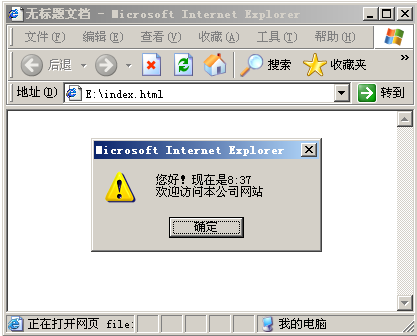 无标题文档 - Microsoft Internet Explorer
文件(F) 编辑(E) 查看(V) 收藏(A) 工具(T) 帮助(H)
后退 搜索 收藏夹 »
地址(D) E:\index.html 转到
Microsoft Internet Explorer
您好! 现在是8:37
欢迎访问本公司网站
确定
正在打开网页 file: 我的电脑